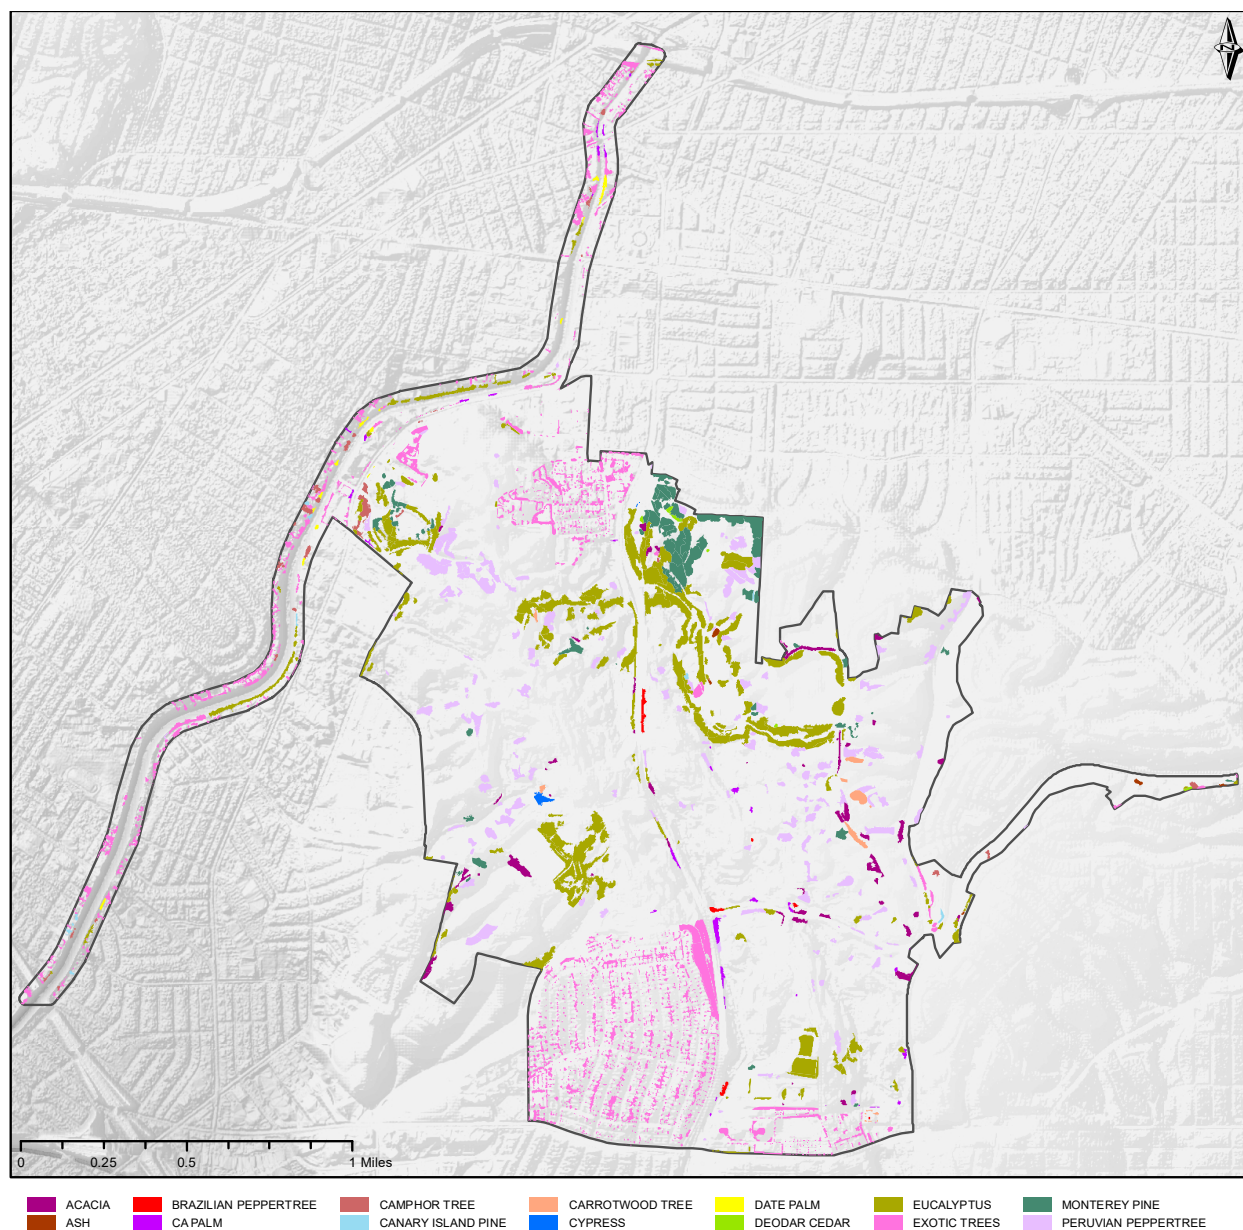 N
0 0.25 0.5 1 Miles
ACACIA BRAZILIAN PEPPERTREE CAMPHOR TREE CARROTWOOD TREE DATE PALM EUCALYPTUS MONTEREY PINE
ASH CA PALM CANARY ISLAND PINE CYPRESS DEODAR CEDAR EXOTIC TREES PERUVIAN PEPPERTREE